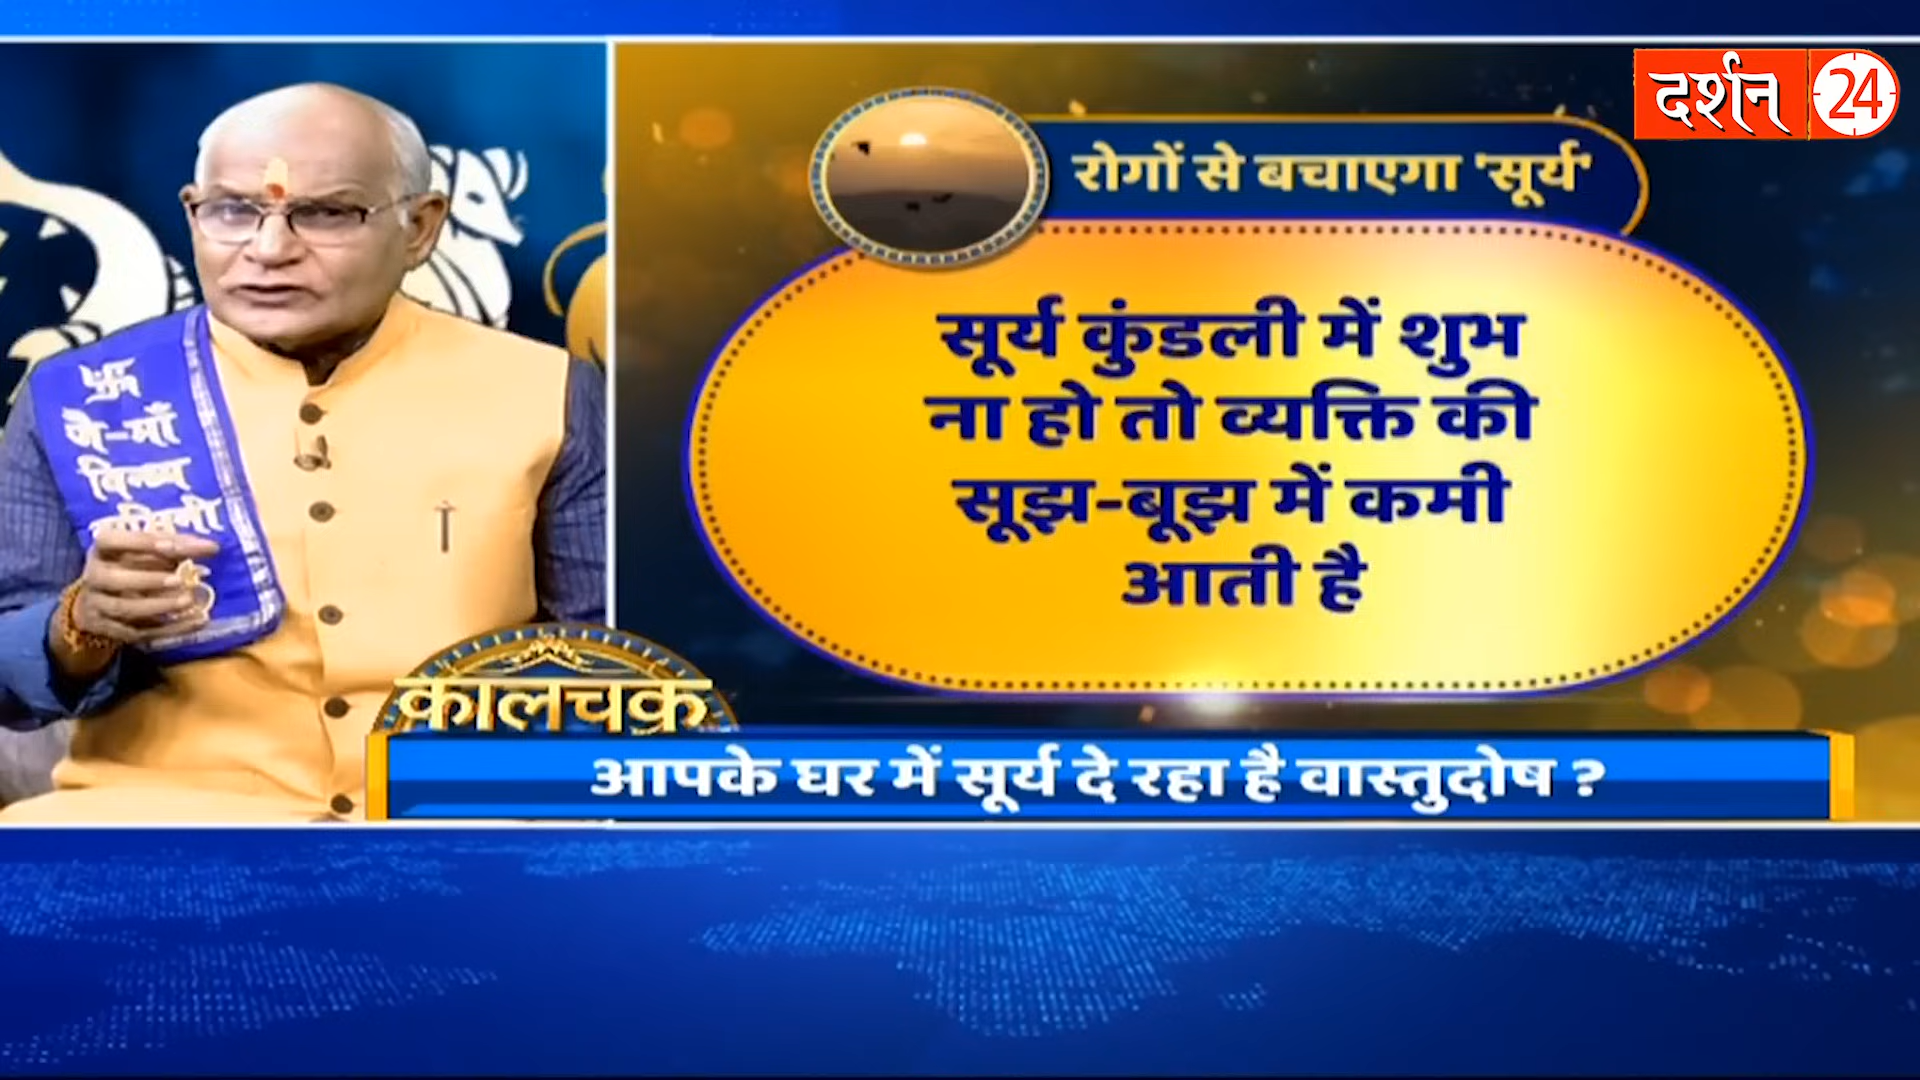 दर्शन 24
रोगों से बचाएगा 'सूर्य'
सूर्य कुंडली में शुभ
ना हो तो व्यक्ति की
सूझ-बूझ में कमी
आती है
जै-माँ
विन्ध्य
कालचक्र
आपके घर में सूर्य दे रहा है वास्तुदोष ?